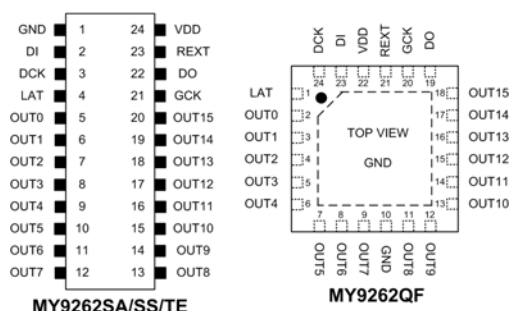 GND 1 24 VDD
DI 2 23 REXT
DCK 3 22 DO
LAT 4 21 GCK
OUT0 5 20 OUT15
OUT1 6 19 OUT14
OUT2 7 18 OUT13
OUT3 8 17 OUT12
OUT4 9 16 OUT11
OUT5 10 15 OUT10
OUT6 11 14 OUT9
OUT7 12 13 OUT8
MY9262SA/SS/TE
DCK DI VDD REXT GCK DO
24 23 22 21 20 19
LAT 1 18 OUT15
OUT0 2 17 OUT14
OUT1 3 TOP VIEW 16 OUT13
OUT2 4 GND 15 OUT12
OUT3 5 14 OUT11
OUT4 6 13 OUT10
7 8 9 10 11 12
OUT5 OUT6 OUT7 GND OUT8 OUT9
MY9262QF